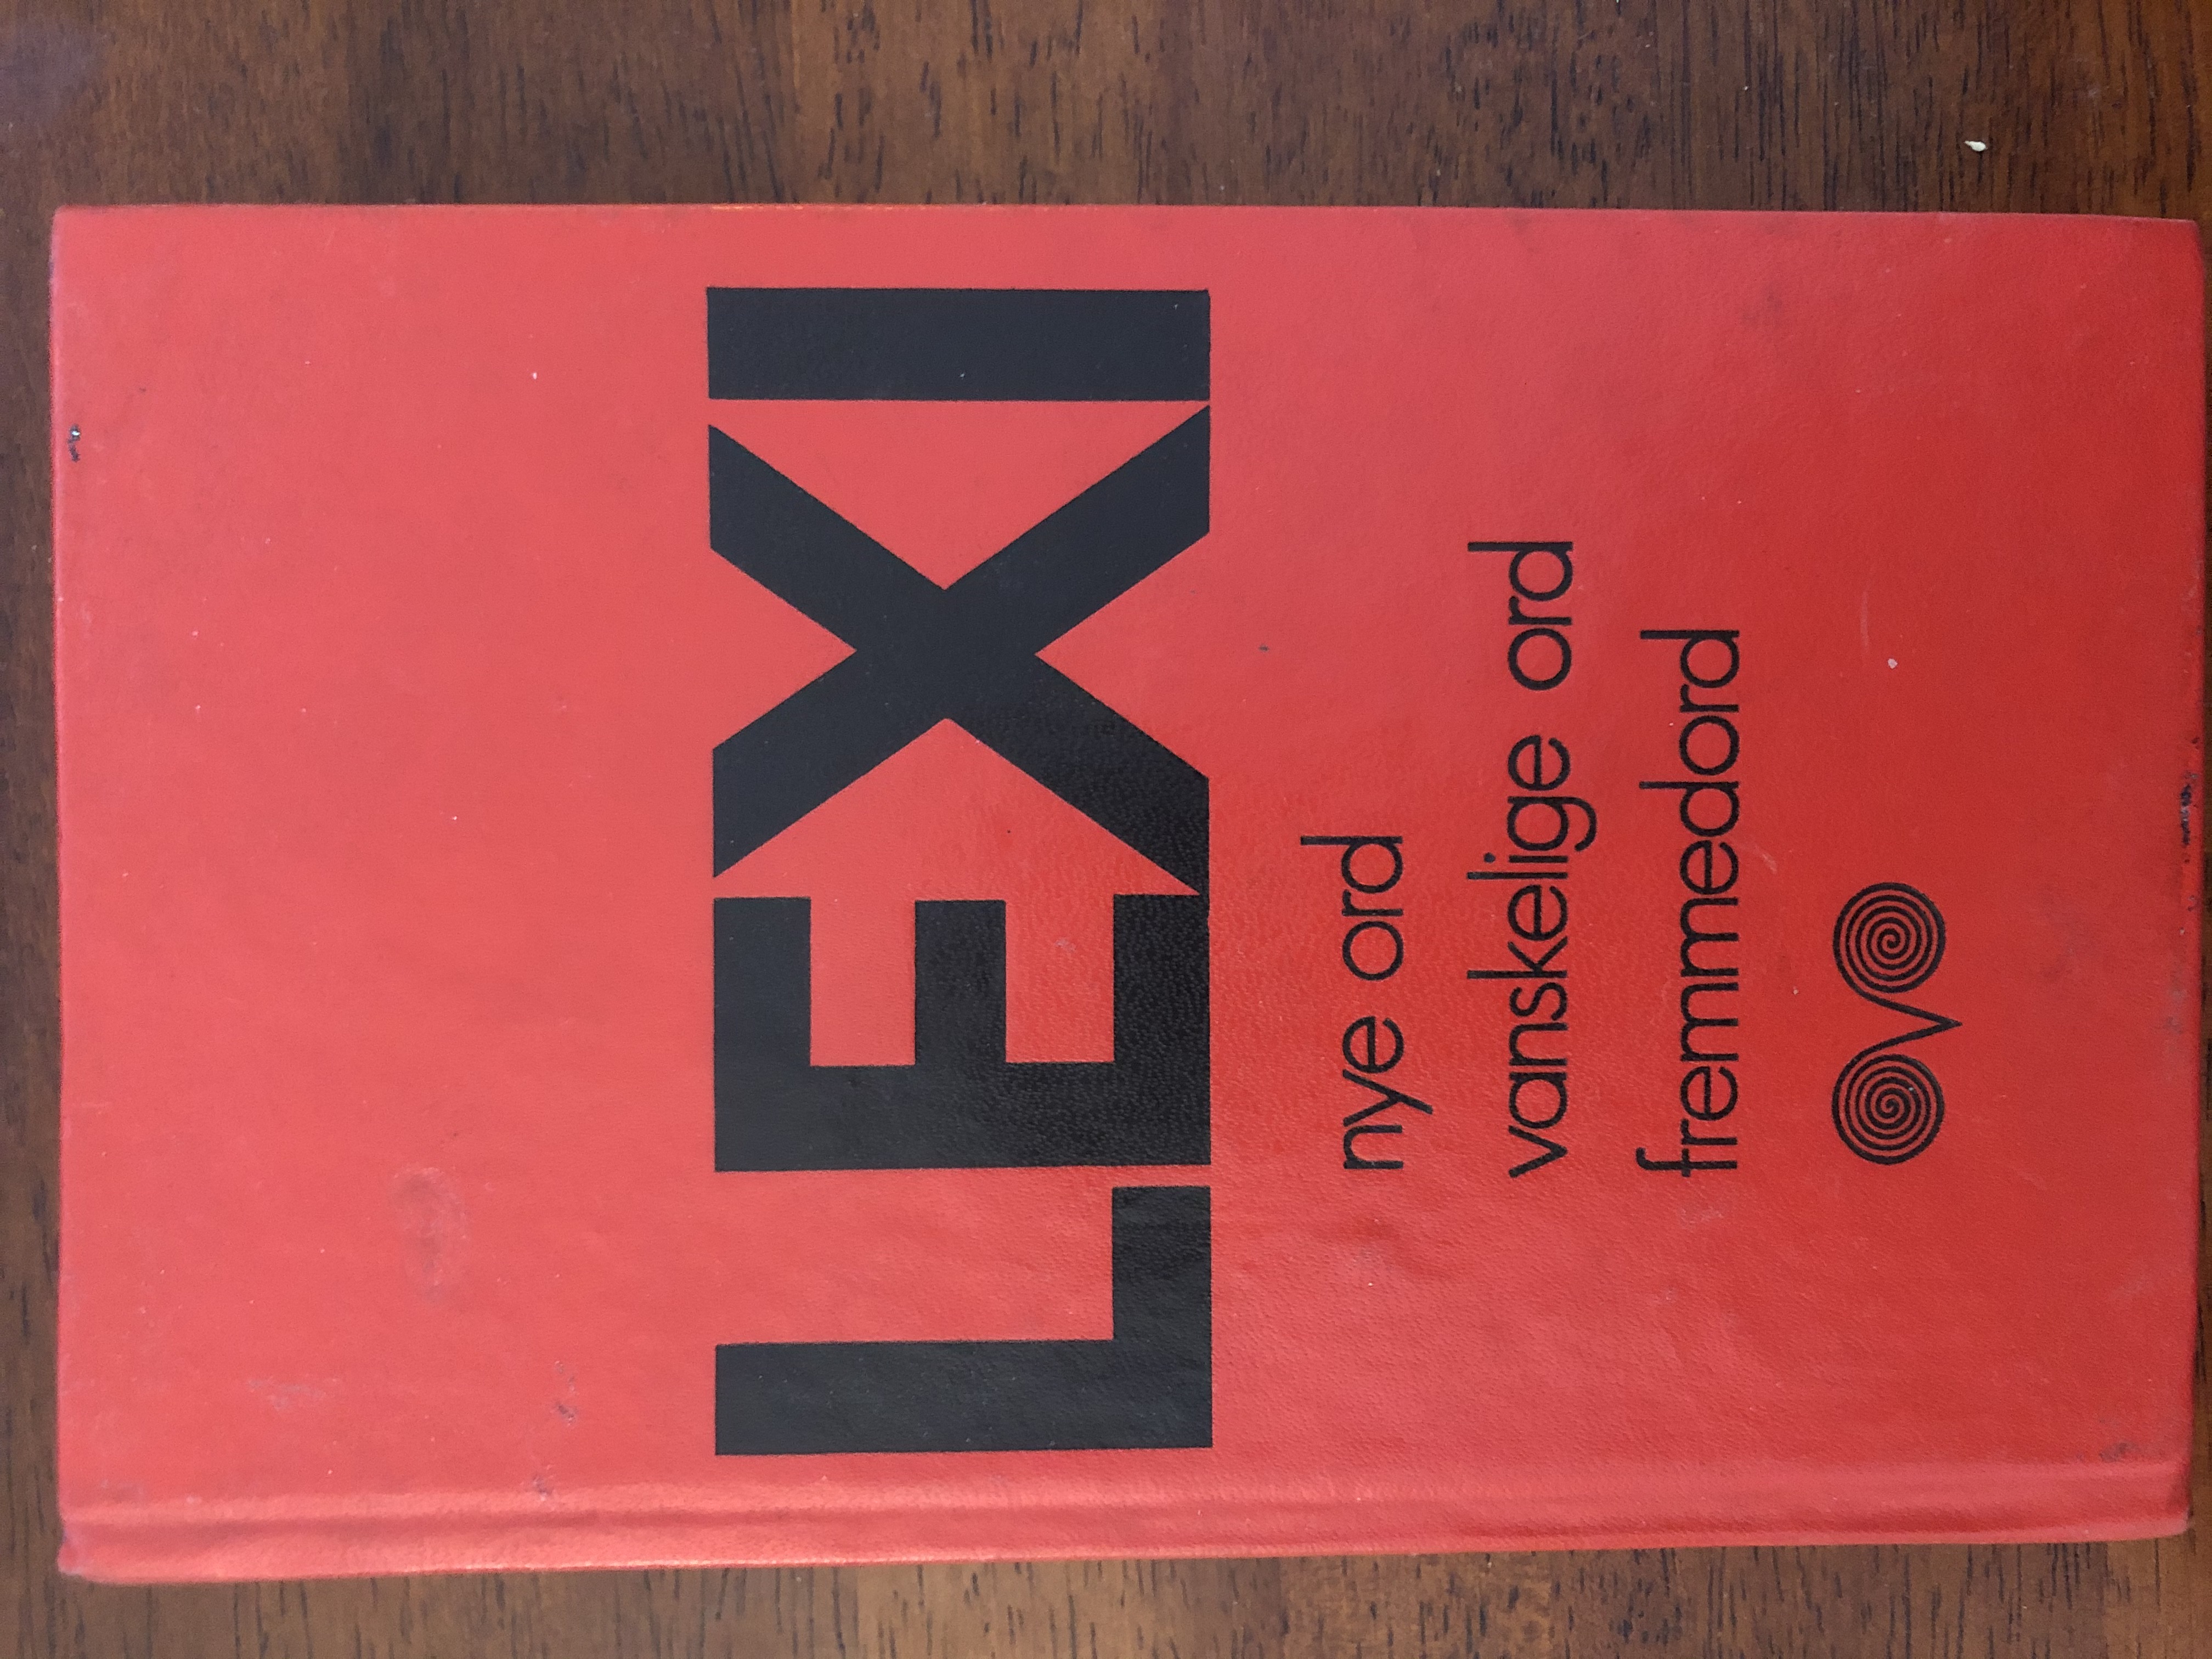 LEXI
nye ord
vanskelige ord
fremmedord